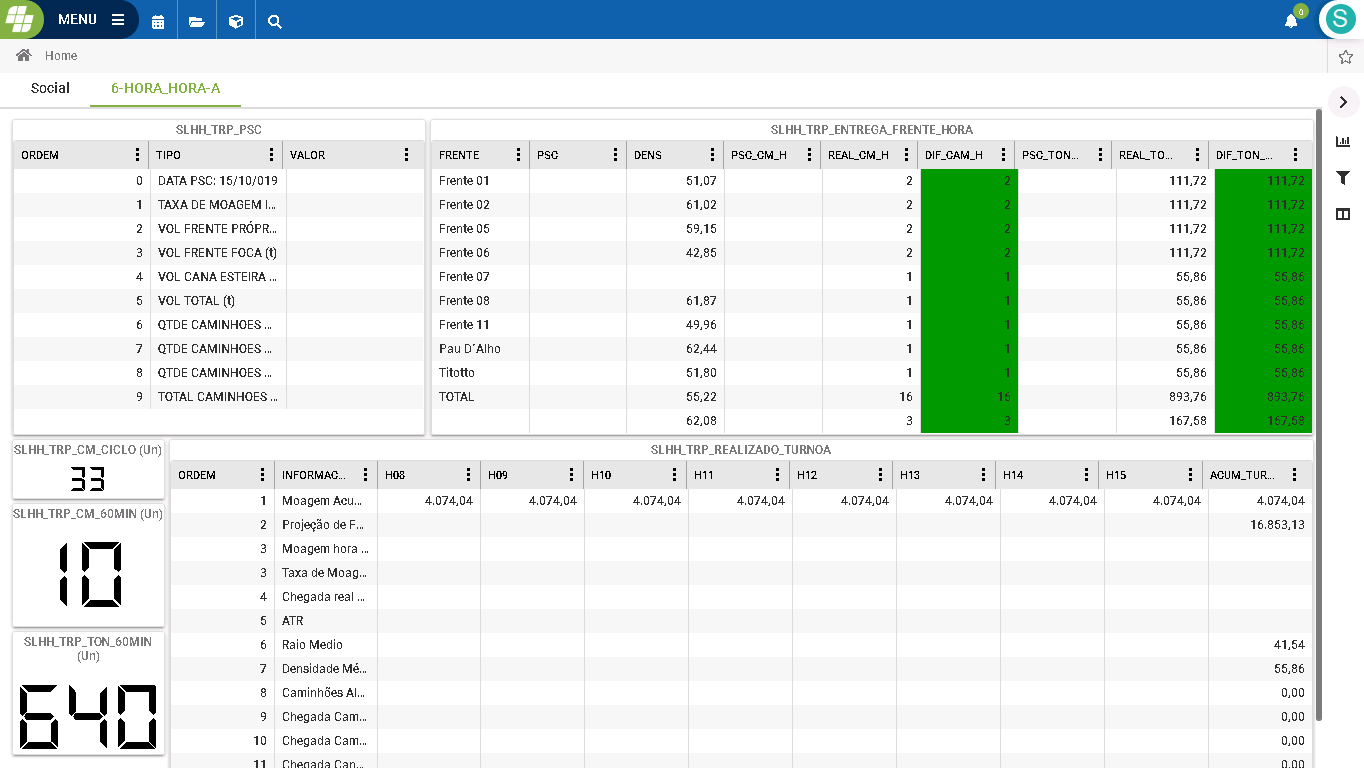 MENU
0
S
Home
Social
6-HORA_HORA-A
SLHH_TRP_PSC
ORDEM TIPO VALOR
0 DATA PSC: 15/10/019
1 TAXA DE MOAGEM I...
2 VOL FRENTE PRÓPR...
3 VOL FRENTE FOCA (t)
4 VOL CANA ESTEIRA ...
5 VOL TOTAL (t)
6 QTDE CAMINHOES ...
7 QTDE CAMINHOES ...
8 QTDE CAMINHOES ...
9 TOTAL CAMINHOES ...
SLHH_TRP_ENTREGA_FRENTE_HORA
FRENTE PSC DENS PSC_CM_H REAL_CM_H DIF_CAM_H PSC_TON... REAL_TO... DIF_TON_...
Frente 01 51,07 2 2 111,72 111,72
Frente 02 61,02 2 2 111,72 111,72
Frente 05 59,15 2 2 111,72 111,72
Frente 06 42,85 2 2 111,72 111,72
Frente 07 1 1 55,86 55,86
Frente 08 61,87 1 1 55,86 55,86
Frente 11 49,96 1 1 55,86 55,86
Pau D´Alho 62,44 1 1 55,86 55,86
Titotto 51,80 1 1 55,86 55,86
TOTAL 55,22 16 16 893,76 893,76
62,08 3 3 167,58 167,58
SLHH_TRP_CM_CICLO (Un)
33
SLHH_TRP_CM_60MIN (Un)
10
SLHH_TRP_TON_60MIN
(Un)
640
SLHH_TRP_REALIZADO_TURNOA
ORDEM INFORMAC... H08 H09 H10 H11 H12 H13 H14 H15 ACUM_TUR...
1 Moagem Acu... 4.074,04 4.074,04 4.074,04 4.074,04 4.074,04 4.074,04 4.074,04 4.074,04 4.074,04
2 Projeção de F... 16.853,13
3 Moagem hora ...
3 Taxa de Moag...
4 Chegada real ...
5 ATR
6 Raio Medio 41,54
7 Densidade Mé... 55,86
8 Caminhões Al... 0,00
9 Chegada Cam... 0,00
10 Chegada Cam... 0,00
11 Chegada Can... 0,00